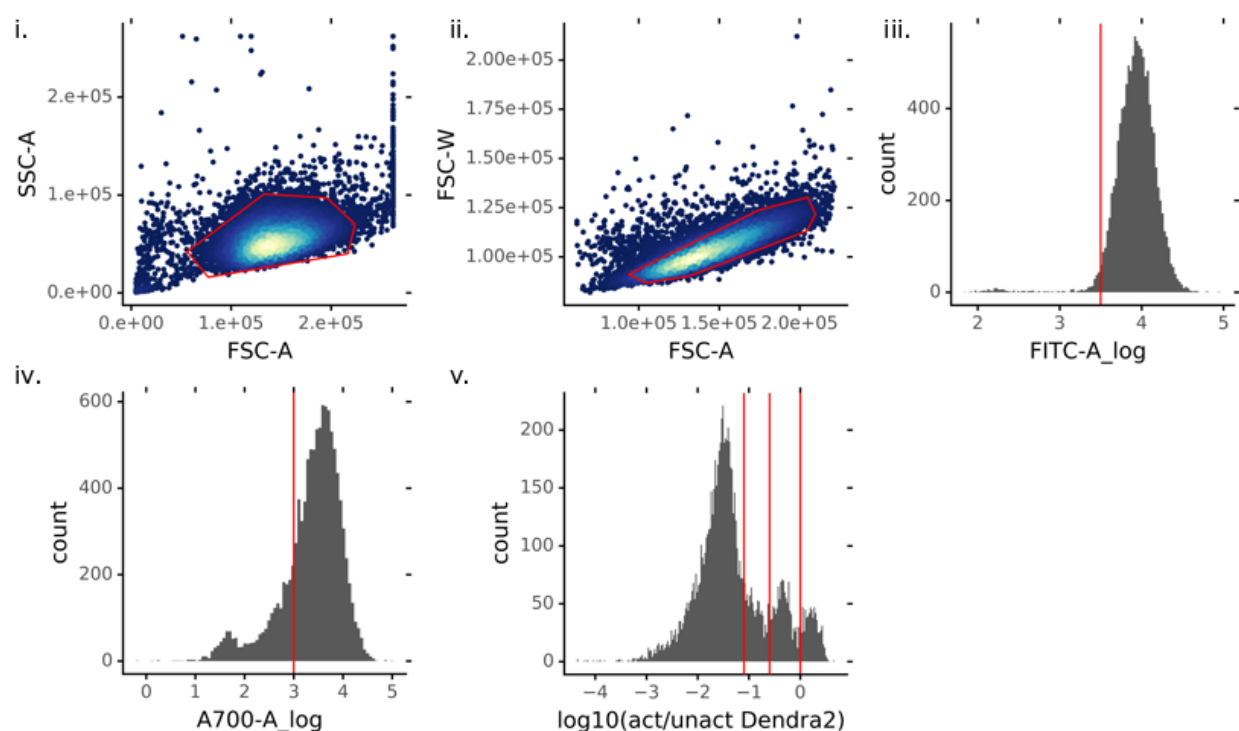 i.
SSC-A
2.e+05
1.e+05
0.e+00
0.e+00 1.e+05 2.e+05
FSC-A
ii.
FSC-W
2.00e+05
1.75e+05
1.50e+05
1.25e+05
1.00e+05
1.0e+05 1.5e+05 2.0e+05
FSC-A
iii.
count
400
200
0
2 3 4 5
FITC-A_log
iv.
count
600
400
200
0
0 1 2 3 4 5
A700-A_log
v.
count
200
150
100
50
0
−4 −3 −2 −1 0
log10(act/unact Dendra2)